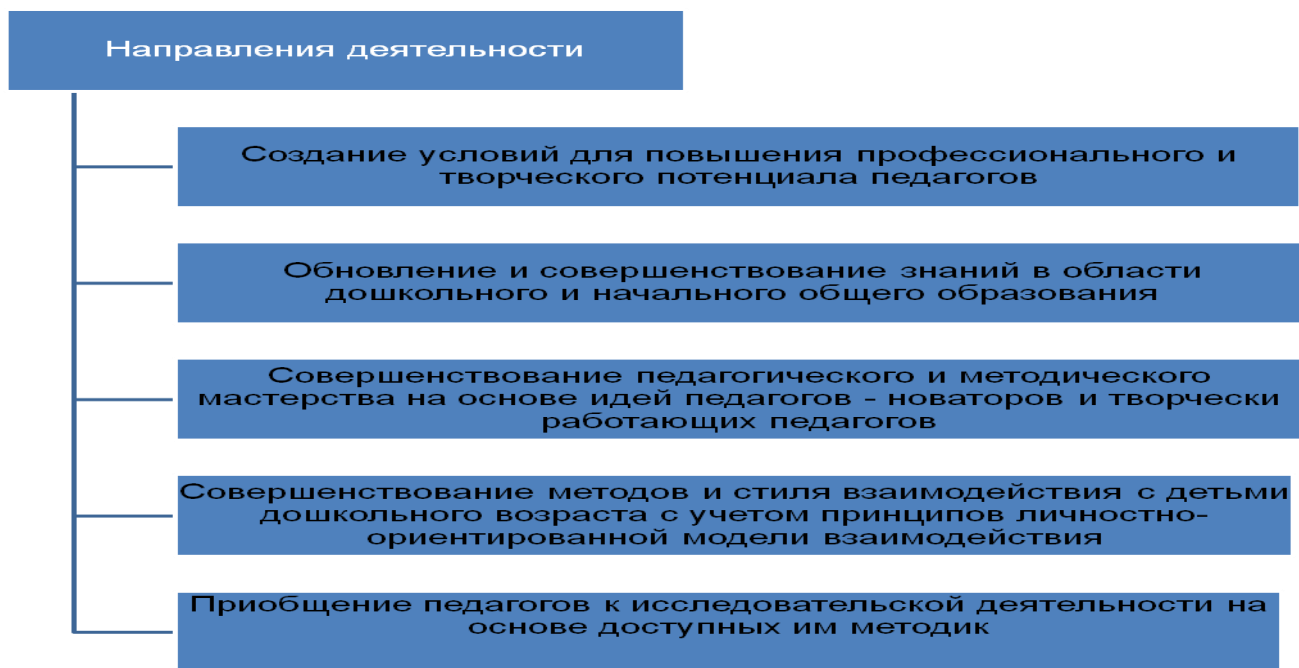 Направления деятельности
Создание условий для повышения профессионального и
творческого потенциала педагогов
Обновление и совершенствование знаний в области
дошкольного и начального общего образования
Совершенствование педагогического и методического
мастерства на основе идей педагогов - новаторов и творчески
работающих педагогов
Совершенствование методов и стиля взаимодействия с детьми
дошкольного возраста с учетом принципов личностно-
ориентированной модели взаимодействия
Приобщение педагогов к исследовательской деятельности на
основе доступных им методик